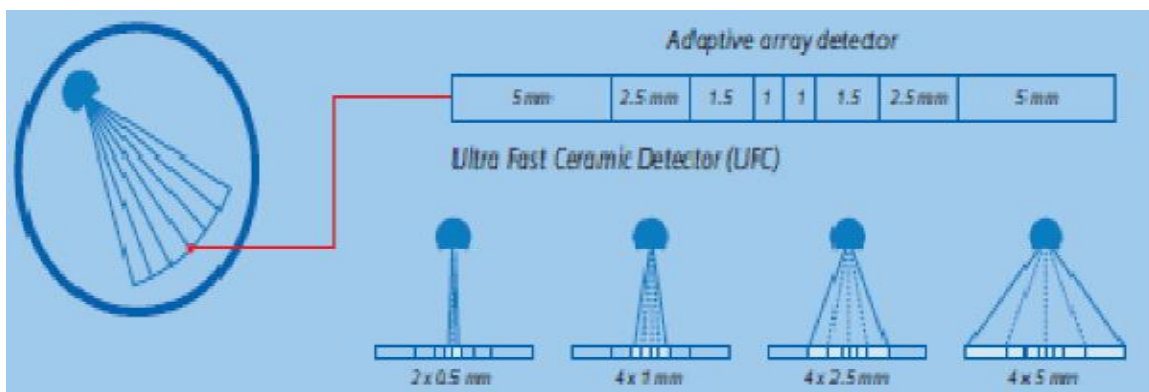 Adaptive array detector
5 mm 2.5 mm 1.5 1 1 1.5 2.5 mm 5 mm
Ultra Fast Ceramic Detector (UFC)
2 x 0.5 mm 4 x 1 mm 4 x 2.5 mm 4 x 5 mm